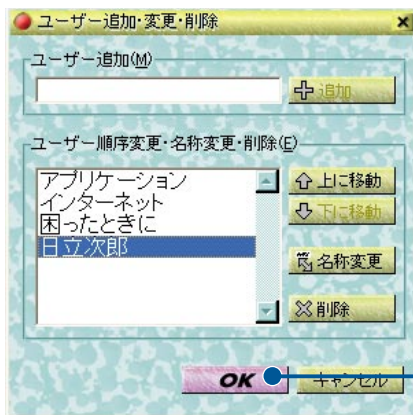 ユーザー追加・変更・削除
ユーザー追加(M)
追加
ユーザー順序変更・名称変更・削除(E)
アプリケーション
インターネット
困ったときに
日立次郎
上に移動
下に移動
名称変更
削除
OK
キャンセル